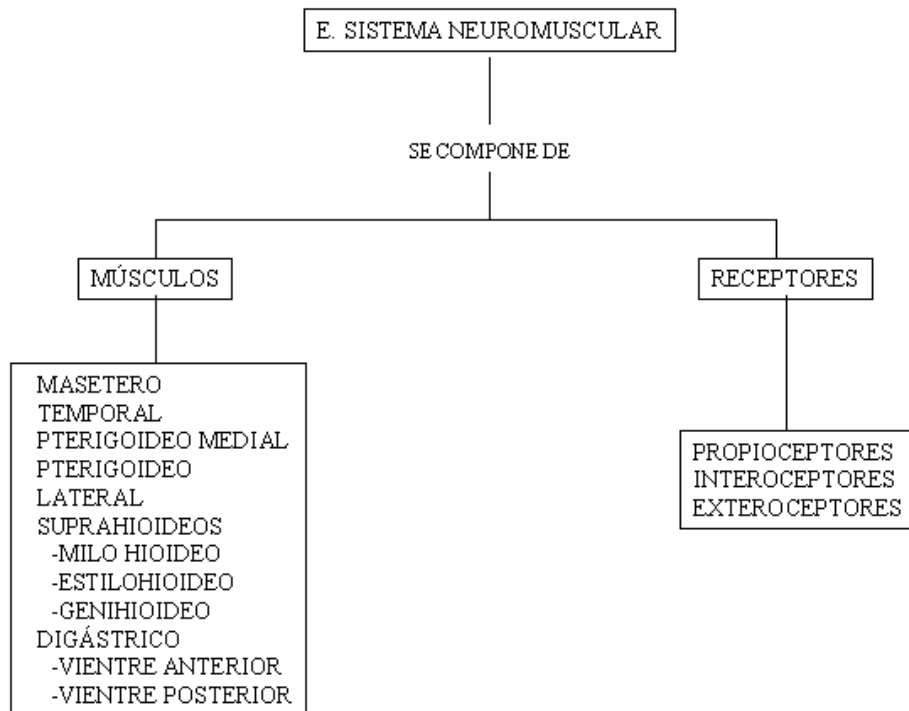 E. SISTEMA NEUROMUSCULAR
SE COMPONE DE
MÚSCULOS
RECEPTORES
MASETERO
TEMPORAL
PTERIGOIDEO MEDIAL
PTERIGOIDEO
LATERAL
SUPRAHIOIDEOS
-MILO HIOIDEO
-ESTILOHIOIDEO
-GENIHIOIDEO
DIGÁSTRICO
-VIENTRE ANTERIOR
-VIENTRE POSTERIOR
PROPIOCEPTORES
INTEROCEPTORES
EXTEROCEPTORES